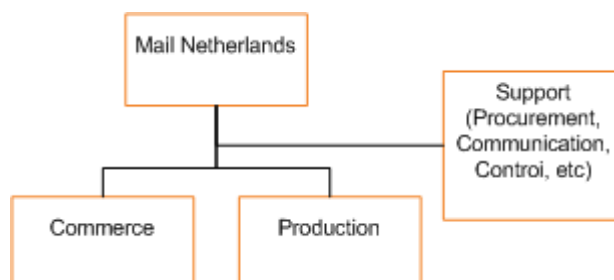 Mail Netherlands
Support
(Procurement,
Communication,
Controi, etc)
Commerce
Production